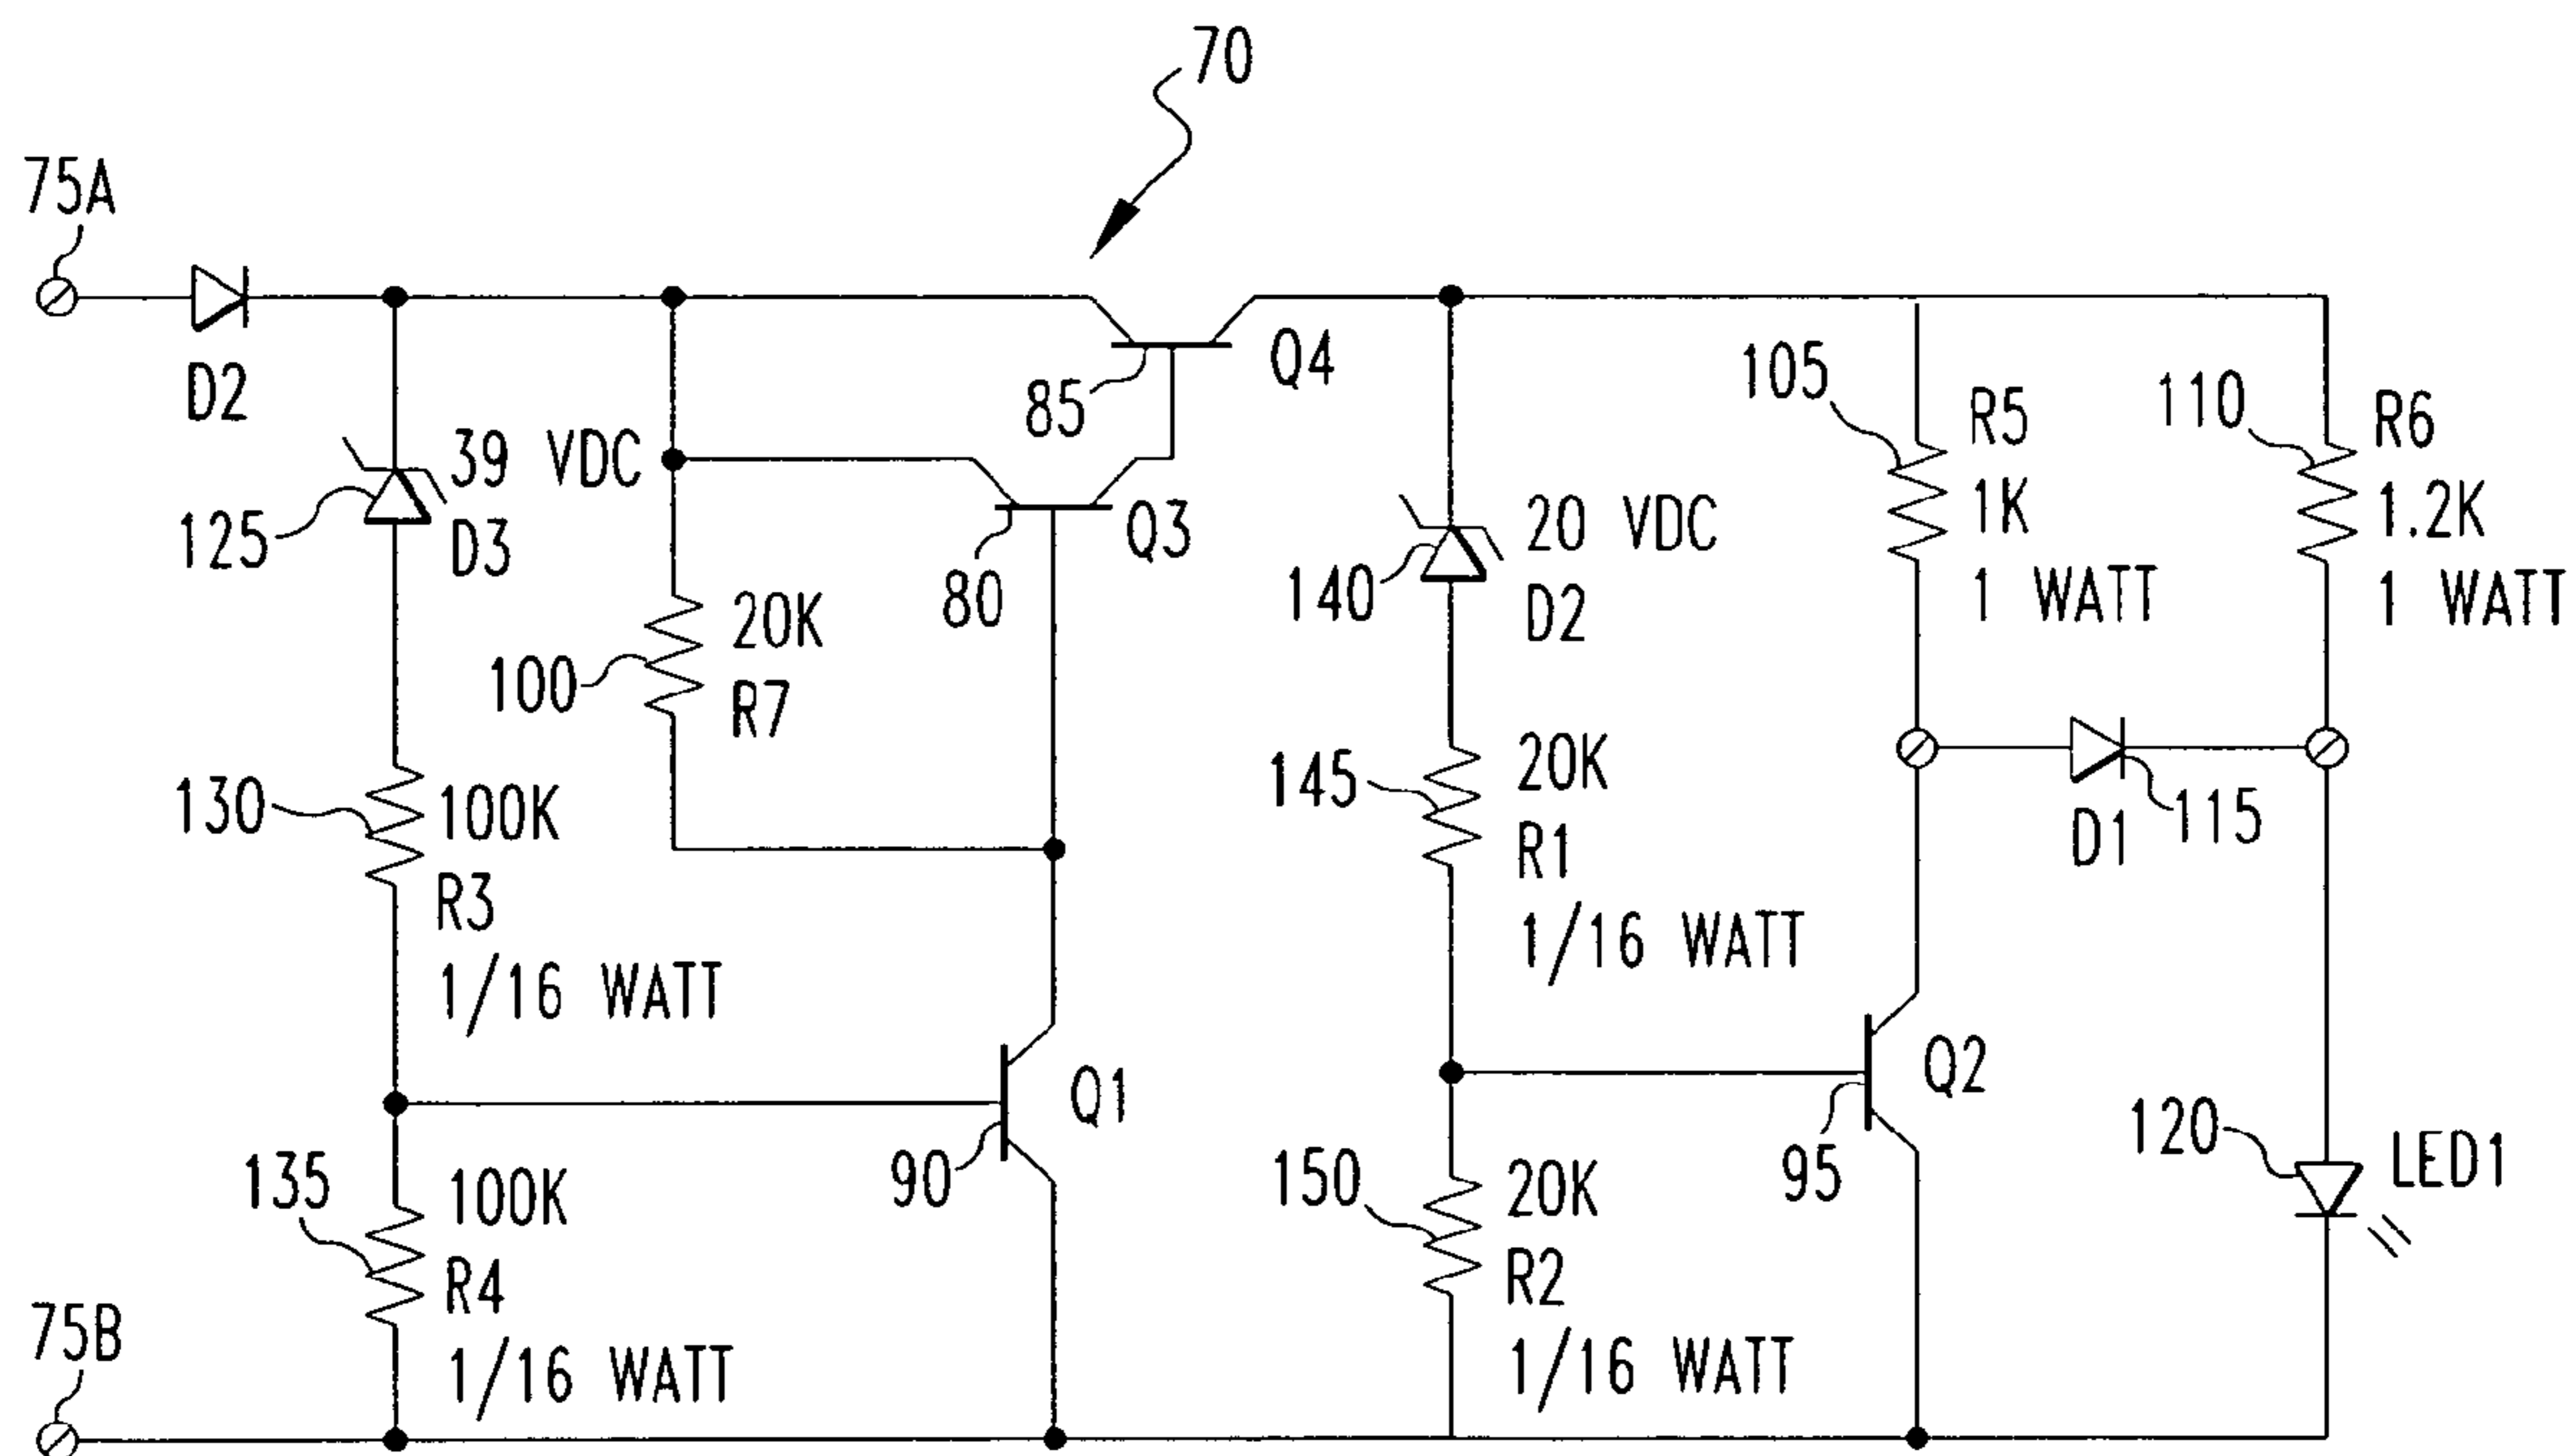 70
75A
D2
85
Q4
105
R5
1K
1 WATT
110
R6
1.2K
1 WATT
39 VDC
D3
125
80
Q3
20 VDC
D2
140
20K
R7
100
130
100K
R3
1/16 WATT
145
20K
R1
1/16 WATT
D1
115
Q1
90
Q2
95
120
LED1
135
100K
R4
1/16 WATT
150
20K
R2
1/16 WATT
75B